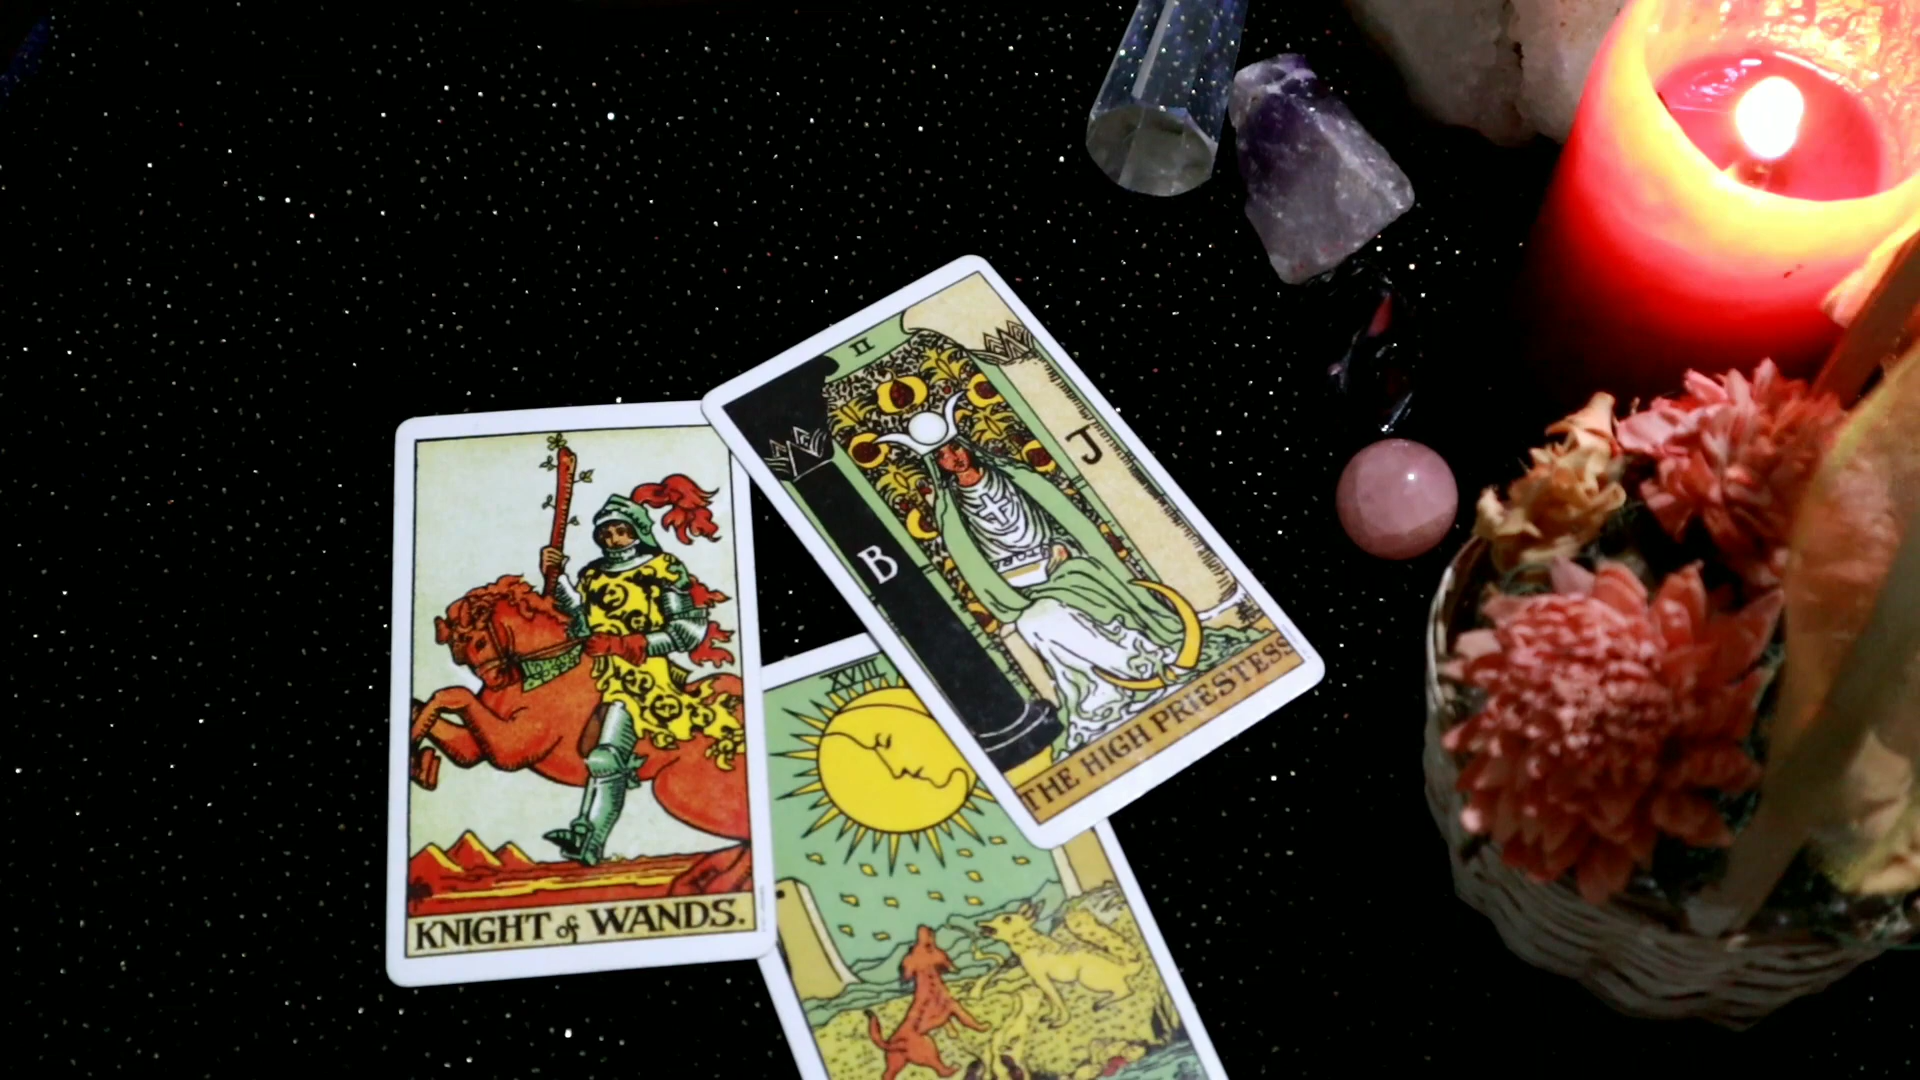 KNIGHT of WANDS.
II
B
J
THE HIGH PRIESTESS
XVIII